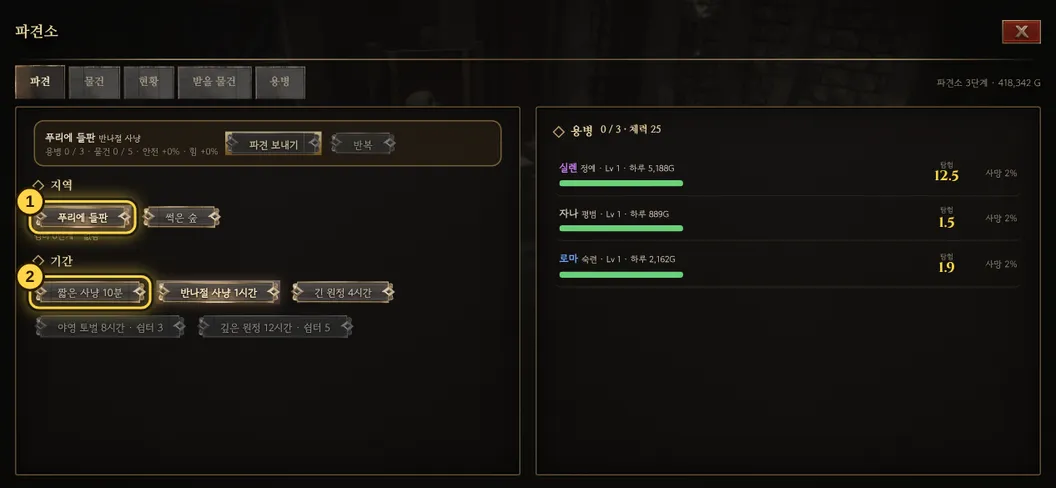 파견소
X
파견
물건
현황
받을 물건
용병
파견소 3단계 · 418,342 G
푸리에 들판 반나절 사냥
용병 0 / 3 · 물건 0 / 5 · 안전 +0% · 힘 +0%
파견 보내기
반복
지역
1
푸리에 들판
썩은 숲
기간
2
짧은 사냥 10분
반나절 사냥 1시간
긴 원정 4시간
야영 토벌 8시간 · 쉼터 3
깊은 원정 12시간 · 쉼터 5
용병 0 / 3 · 체력 25
실렌 정예 · Lv 1 · 하루 5,188G
탐험
12.5
사망 2%
자나 평범 · Lv 1 · 하루 889G
탐험
1.5
사망 2%
로마 숙련 · Lv 1 · 하루 2,162G
탐험
1.9
사망 2%